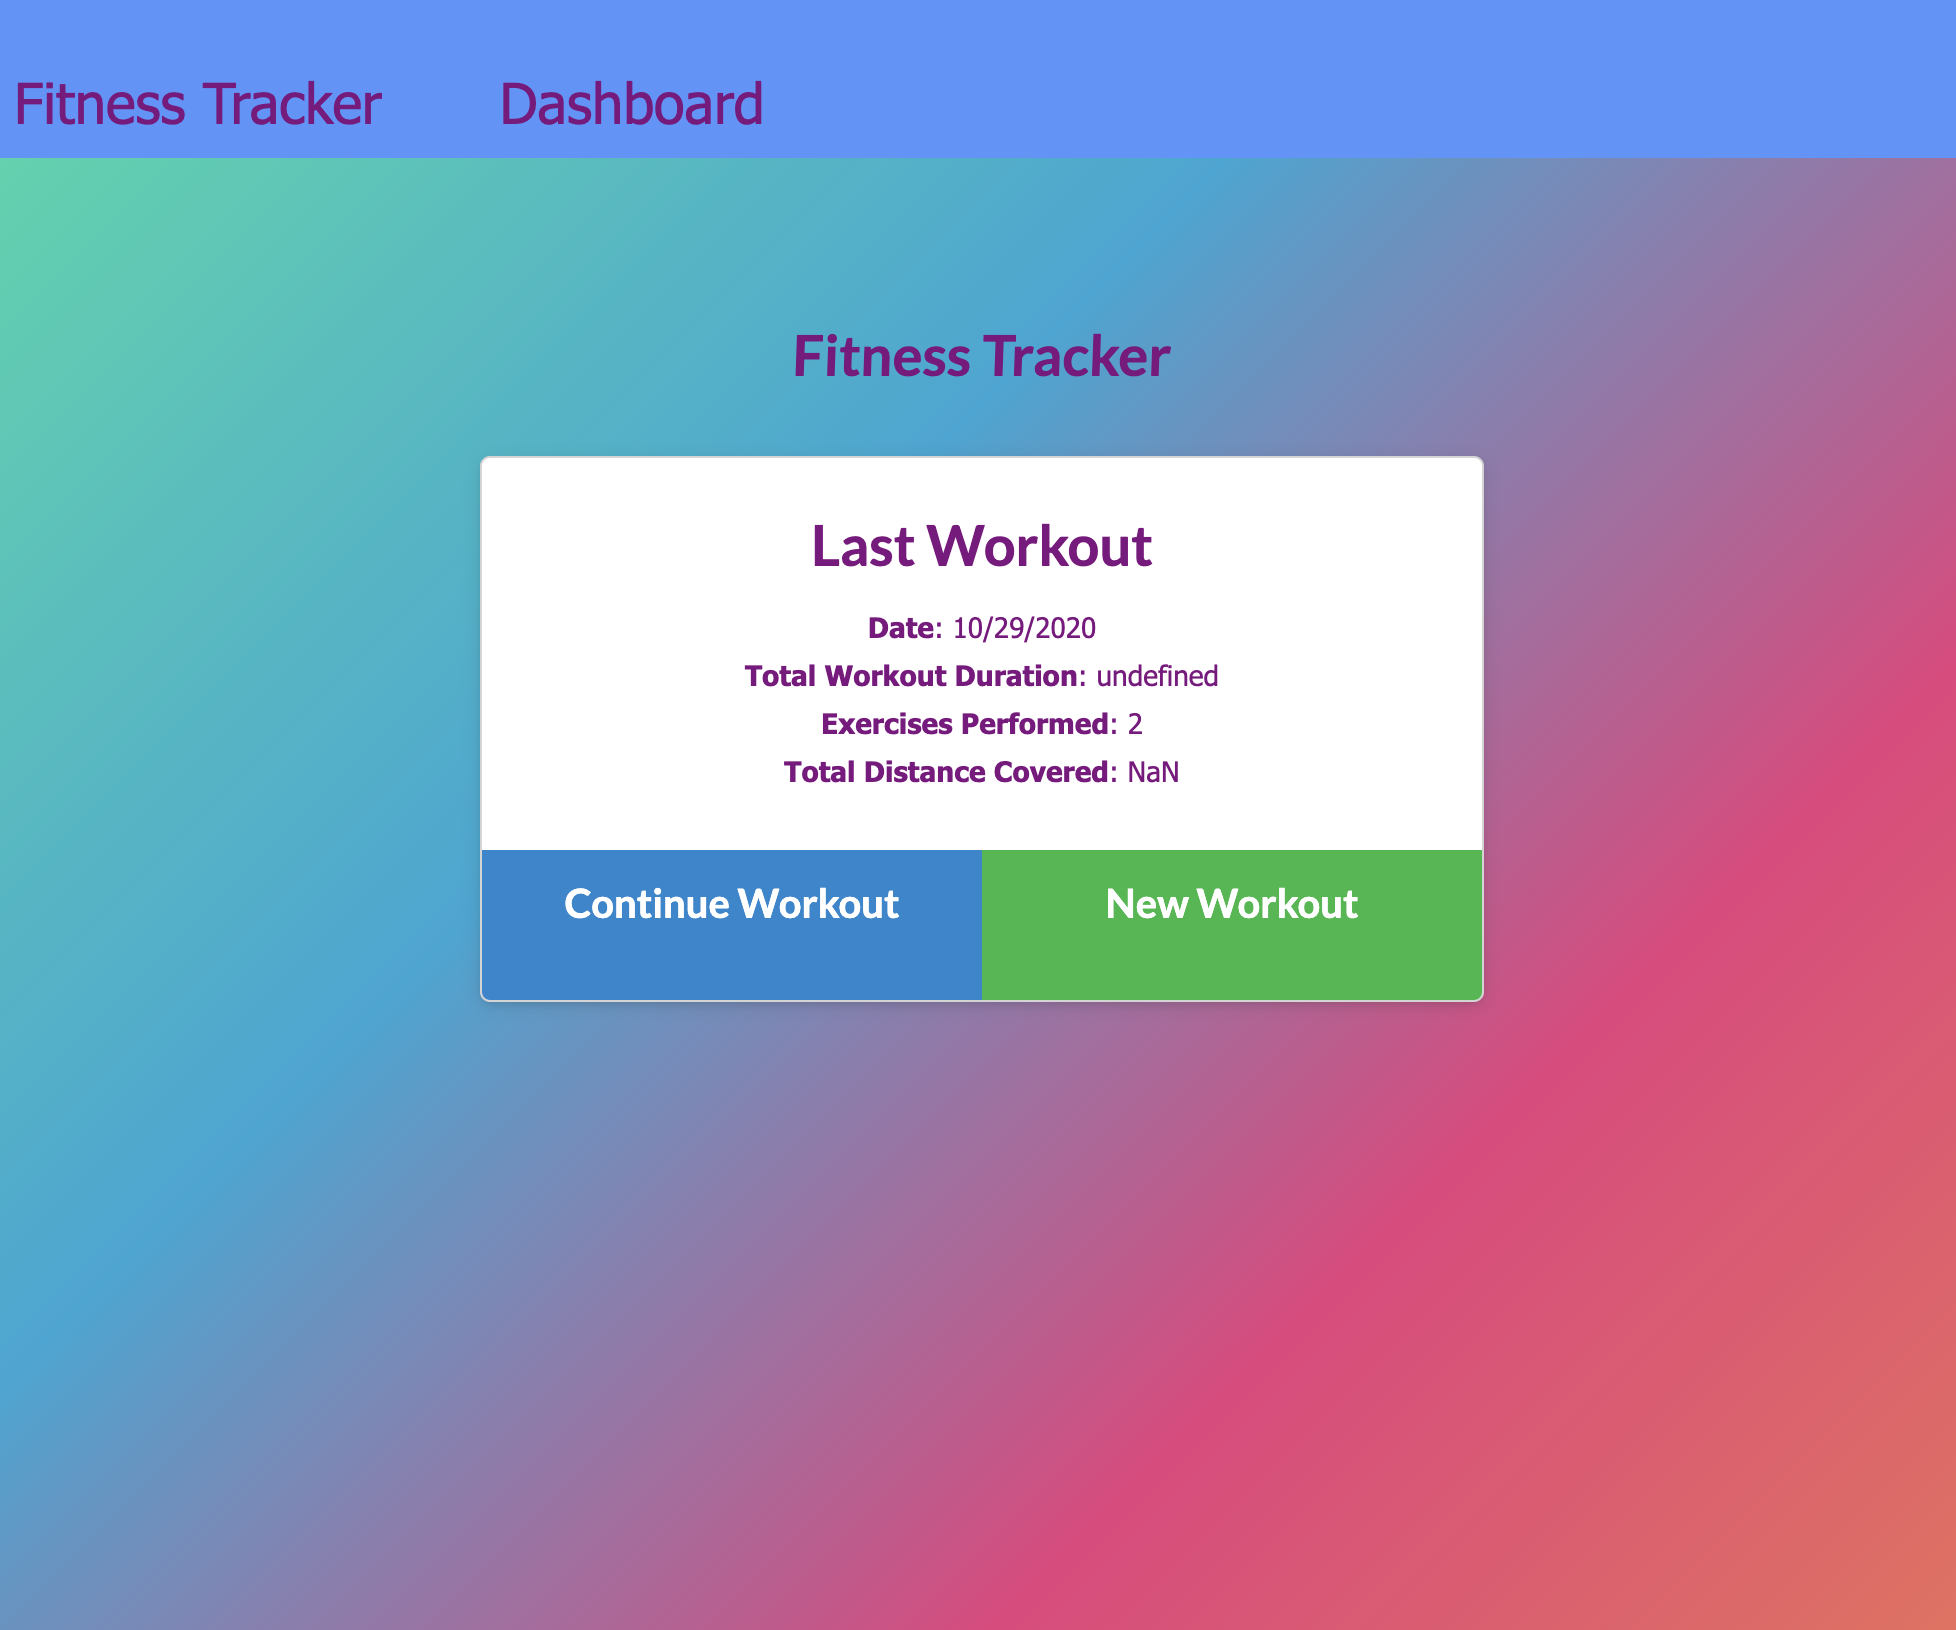 Fitness Tracker Dashboard
Fitness Tracker
Last Workout
Date: 10/29/2020
Total Workout Duration: undefined
Exercises Performed: 2
Total Distance Covered: NaN
Continue Workout New Workout